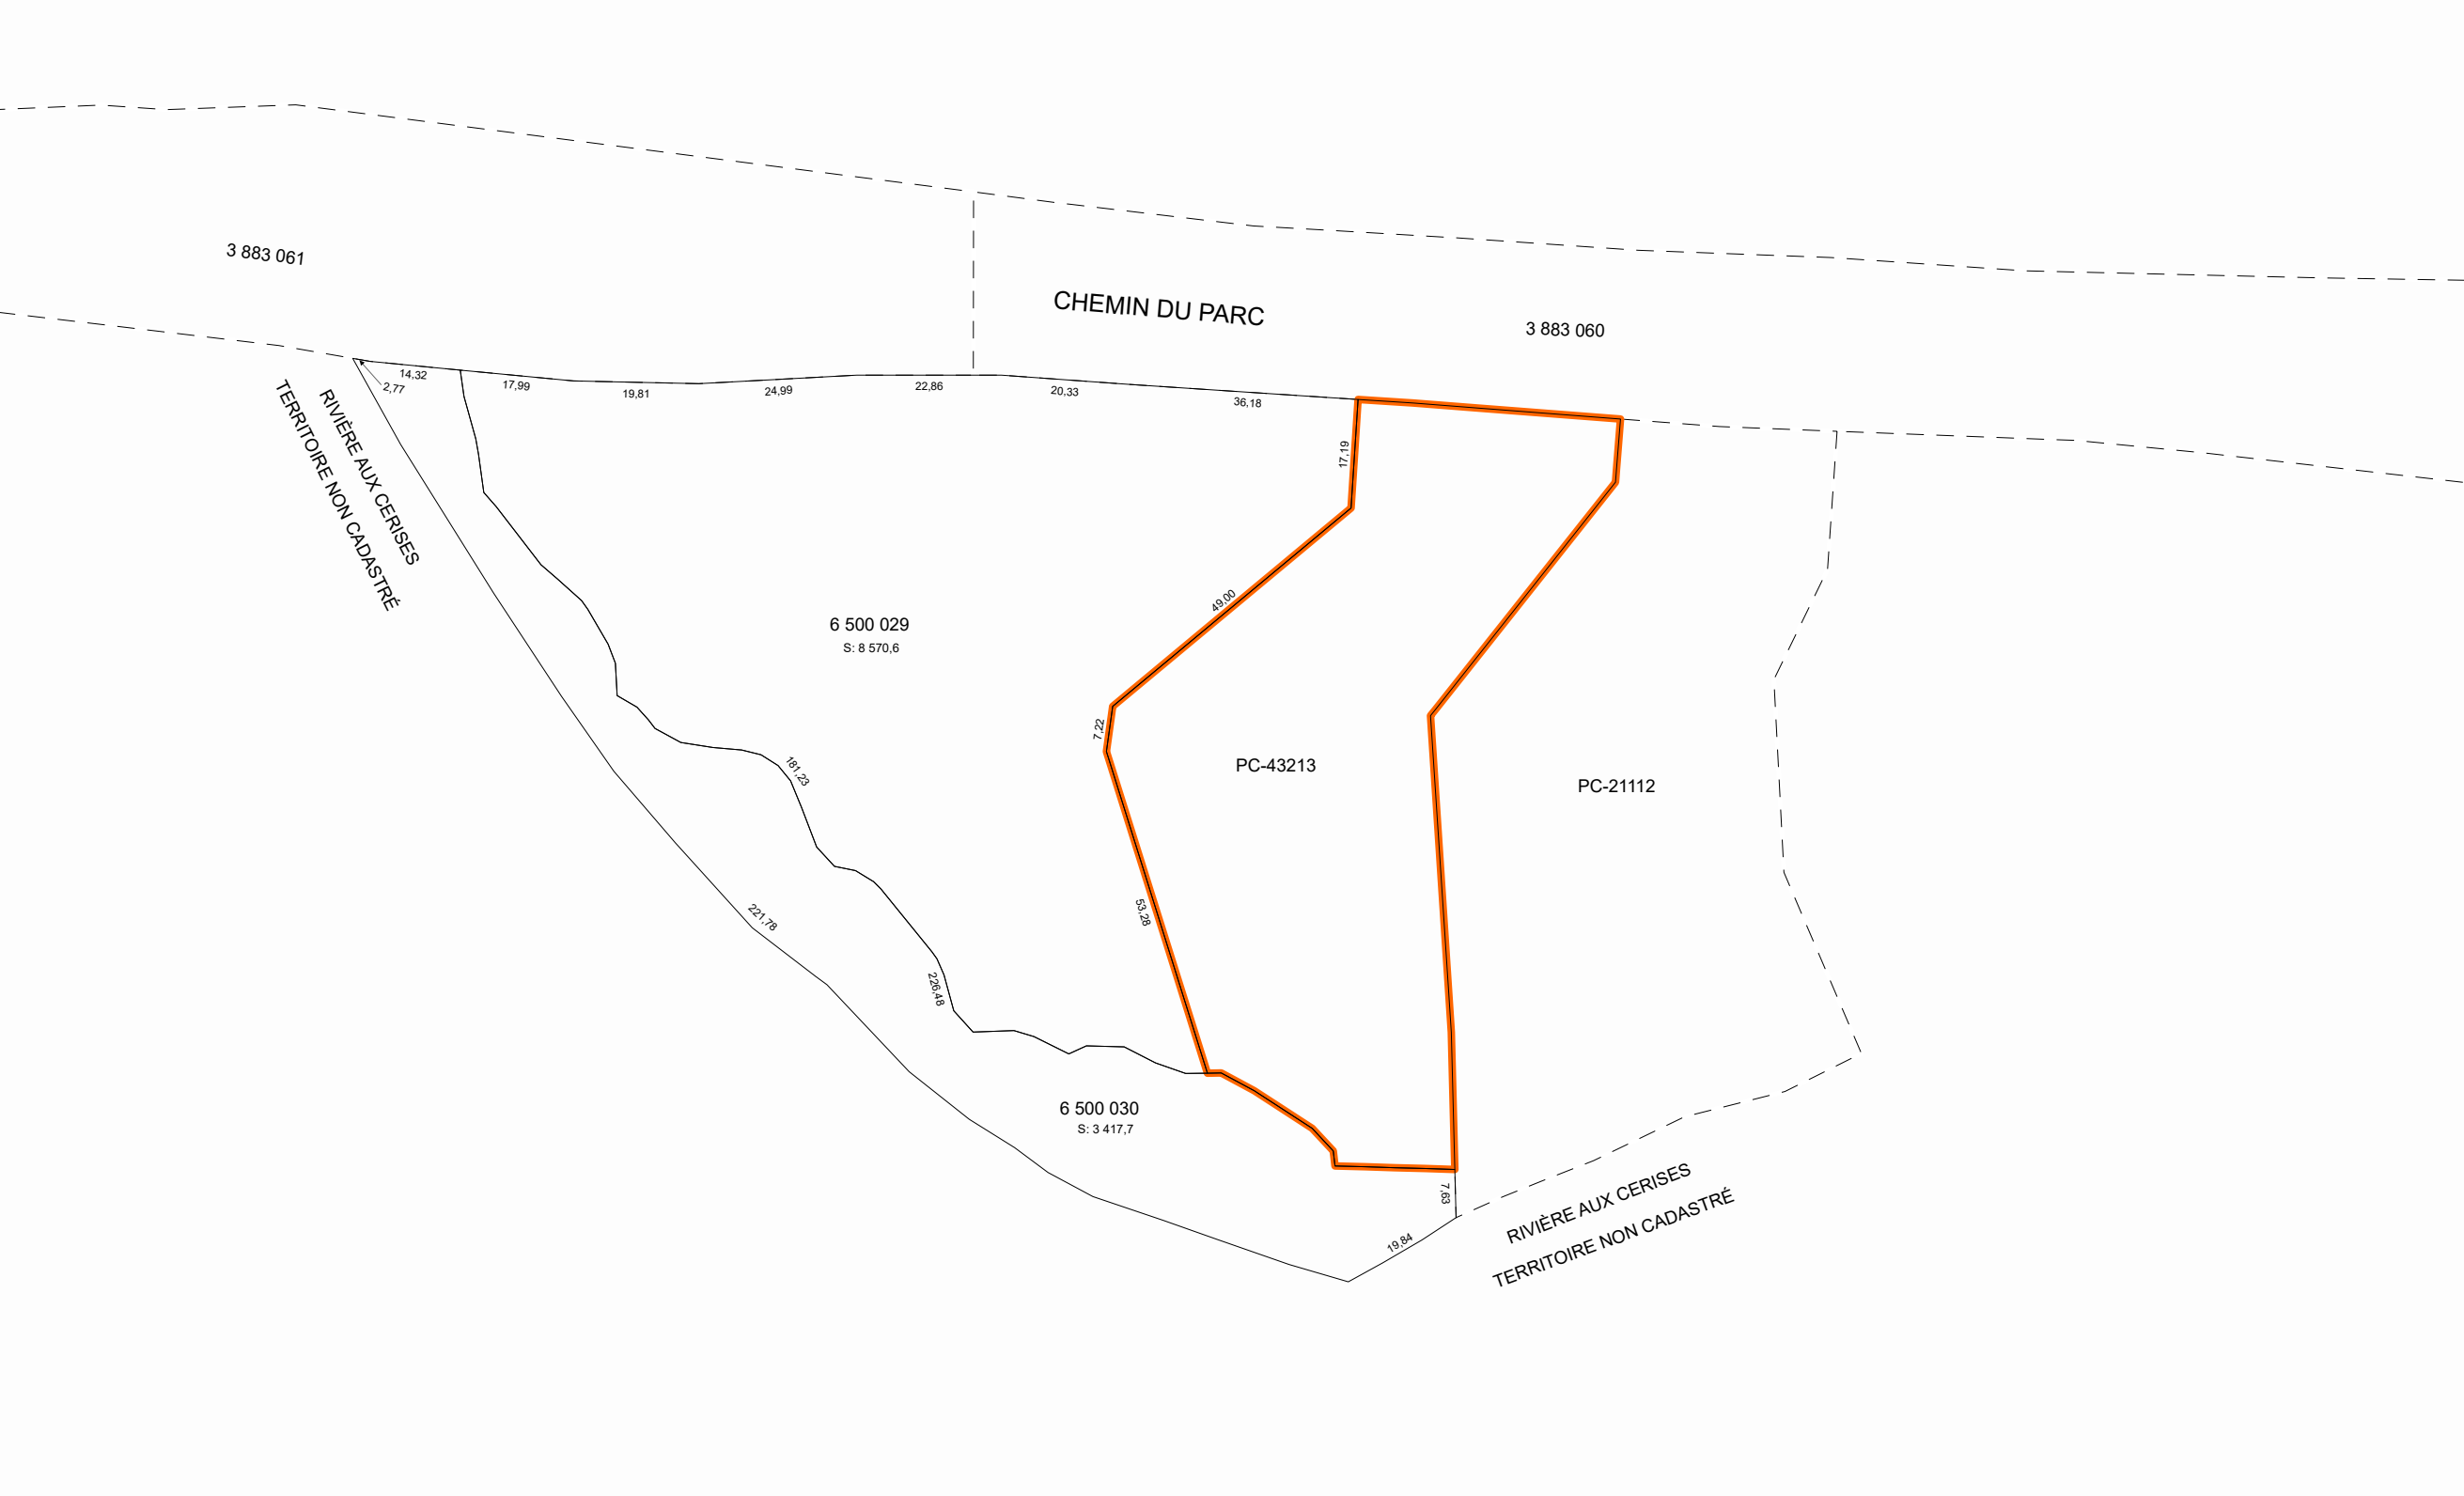 3 883 061
CHEMIN DU PARC
3 883 060
14,32
2,77
17,99
19,81
24,99
22,86
20,33
36,18
17,19
RIVIÈRE AUX CERISES
TERRITOIRE NON CADASTRÉ
49,00
6 500 029
S: 8 570,6
7,22
PC-43213
PC-21112
181,23
53,28
221,78
226,48
6 500 030
S: 3 417,7
7,63
19,84
RIVIÈRE AUX CERISES
TERRITOIRE NON CADASTRÉ